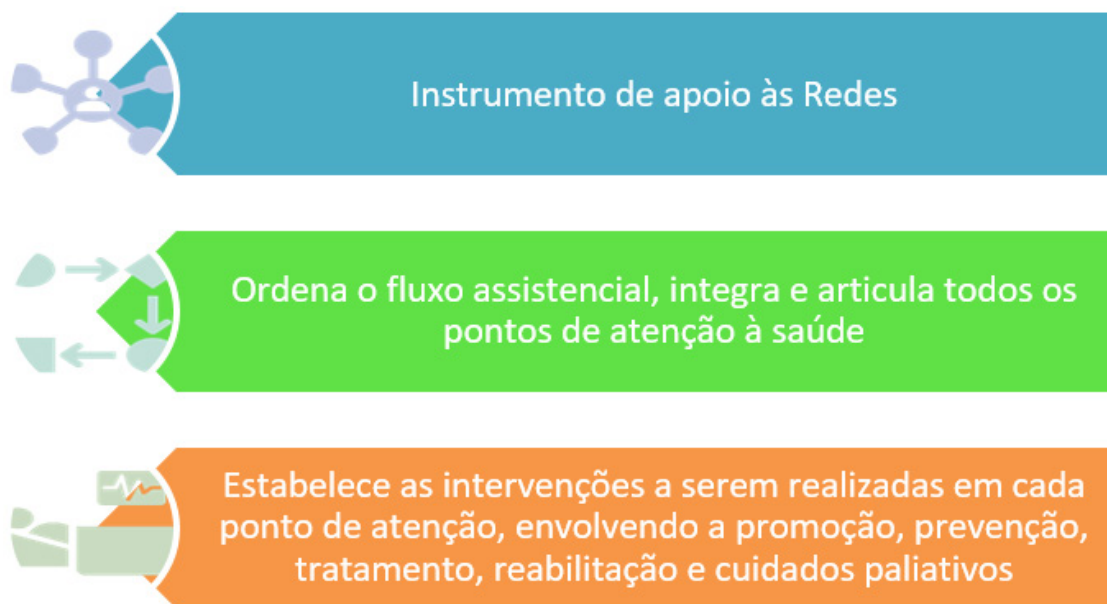 Instrumento de apoio às Redes
Ordena o fluxo assistencial, integra e articula todos os
pontos de atenção à saúde
Estabelece as intervenções a serem realizadas em cada
ponto de atenção, envolvendo a promoção, prevenção,
tratamento, reabilitação e cuidados paliativos